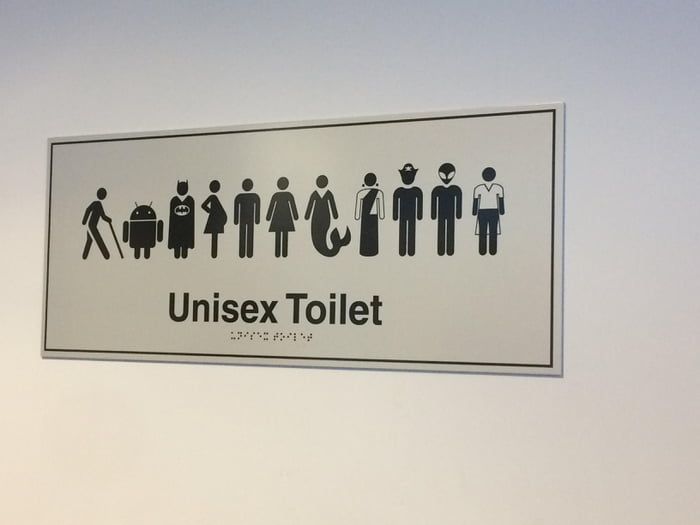 Unisex Toilet
⠥⠝⠊⠎⠑⠭ ⠞⠕⠊⠇⠑⠞